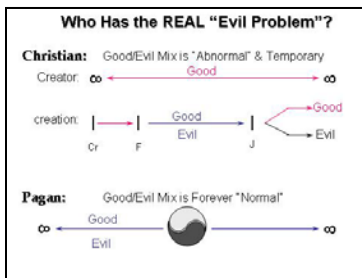 Who Has the REAL "Evil Problem"?
Christian: Good/Evil Mix is "Abnormal" & Temporary
Good
Creator: ∞ ∞
Good Good
creation:
Evil Evil
Cr F J
Pagan: Good/Evil Mix is Forever "Normal"
Good
∞ ∞
Evil